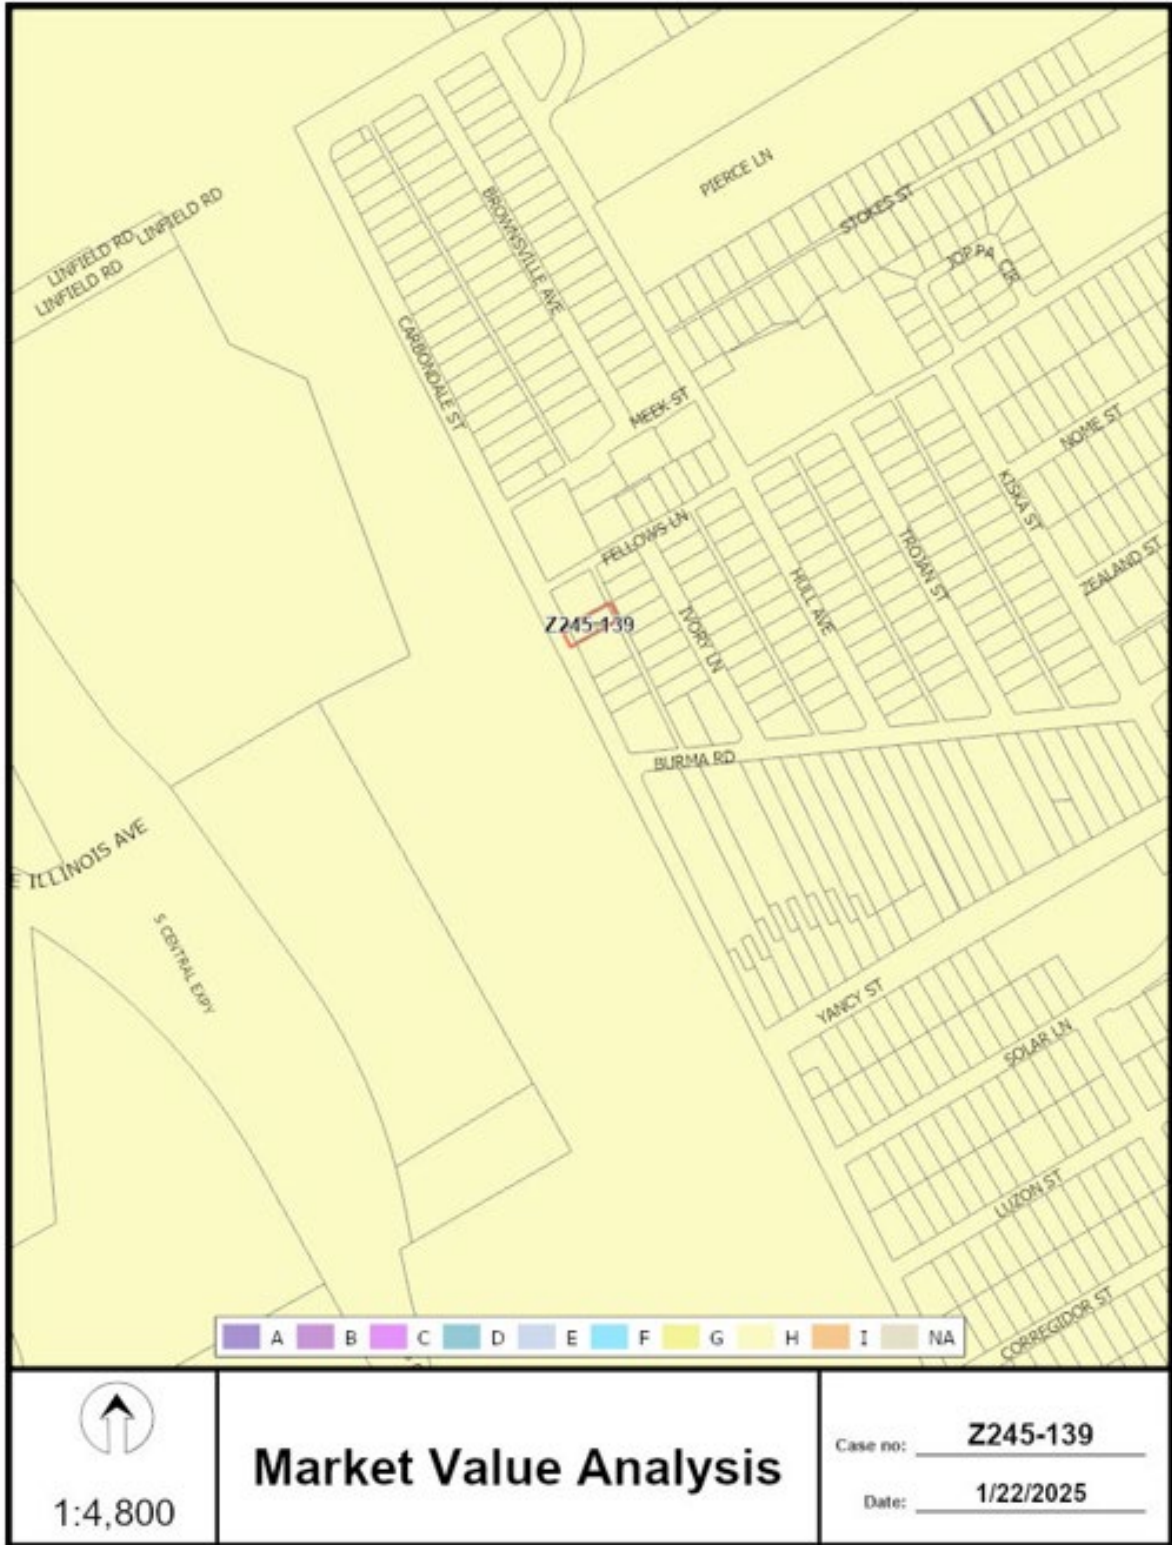 PIERCE LN
STOKES ST
BROWNSVILLE AVE
LINFIELD RD
LINFIELD RD
LINFIELD RD
JOPPA CIR
CARBONDALE ST
MEEK ST
NOME ST
KISKA ST
FELLOWS LN
TROJAN ST
ZEALAND ST
HULL AVE
IVORY LN
Z245-139
BURMA RD
E ILLINOIS AVE
S CENTRAL EXPY
YANCY ST
SOLAR LN
LUZON ST
CORREGIDOR ST
A B C D E F G H I NA
1:4,800
Market Value Analysis
Case no: Z245-139
Date: 1/22/2025